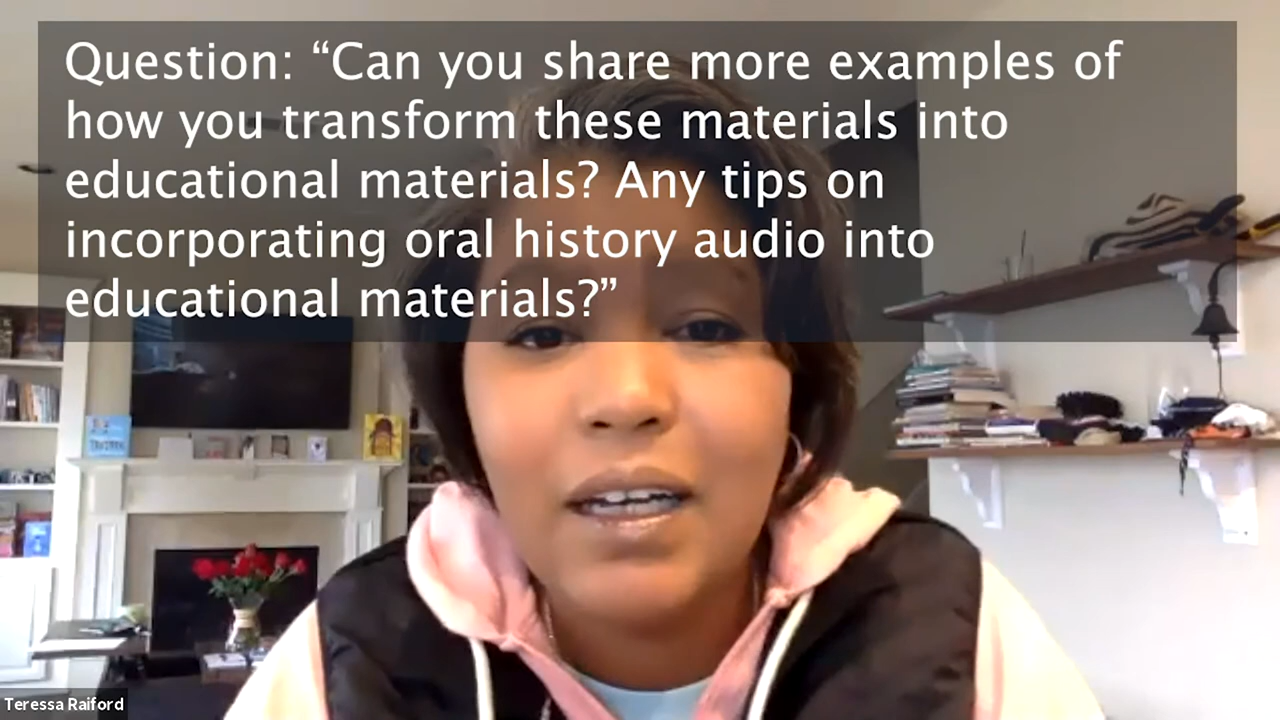 Question: “Can you share more examples of
how you transform these materials into
educational materials? Any tips on
incorporating oral history audio into
educational materials?”
Teressa Raiford